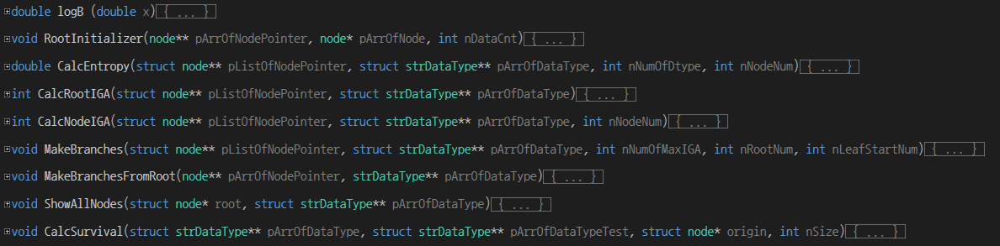 double logB (double x){ ... }
void RootInitializer(node** pArrOfNodePointer, node* pArrOfNode, int nDataCnt){ ... }
double CalcEntropy(struct node** pListOfNodePointer, struct strDataType** pArrOfDataType, int nNumOfDtype, int nNodeNum){ ... }
int CalcRootIGA(struct node** pListOfNodePointer, struct strDataType** pArrOfDataType){ ... }
int CalcNodeIGA(struct node** pListOfNodePointer, struct strDataType** pArrOfDataType, int nNodeNum){ ... }
void MakeBranches(struct node** pListOfNodePointer, struct strDataType** pArrOfDataType, int nNumOfMaxIGA, int nRootNum, int nLeafStartNum){ ... }
void MakeBranchesFromRoot(node** pArrOfNodePointer, strDataType** pArrOfDataType){ ... }
void ShowAllNodes(struct node* root, struct strDataType** pArrOfDataType){ ... }
void CalcSurvival(struct strDataType** pArrOfDataType, struct strDataType** pArrOfDataTypeTest, struct node* origin, int nSize){ ... }